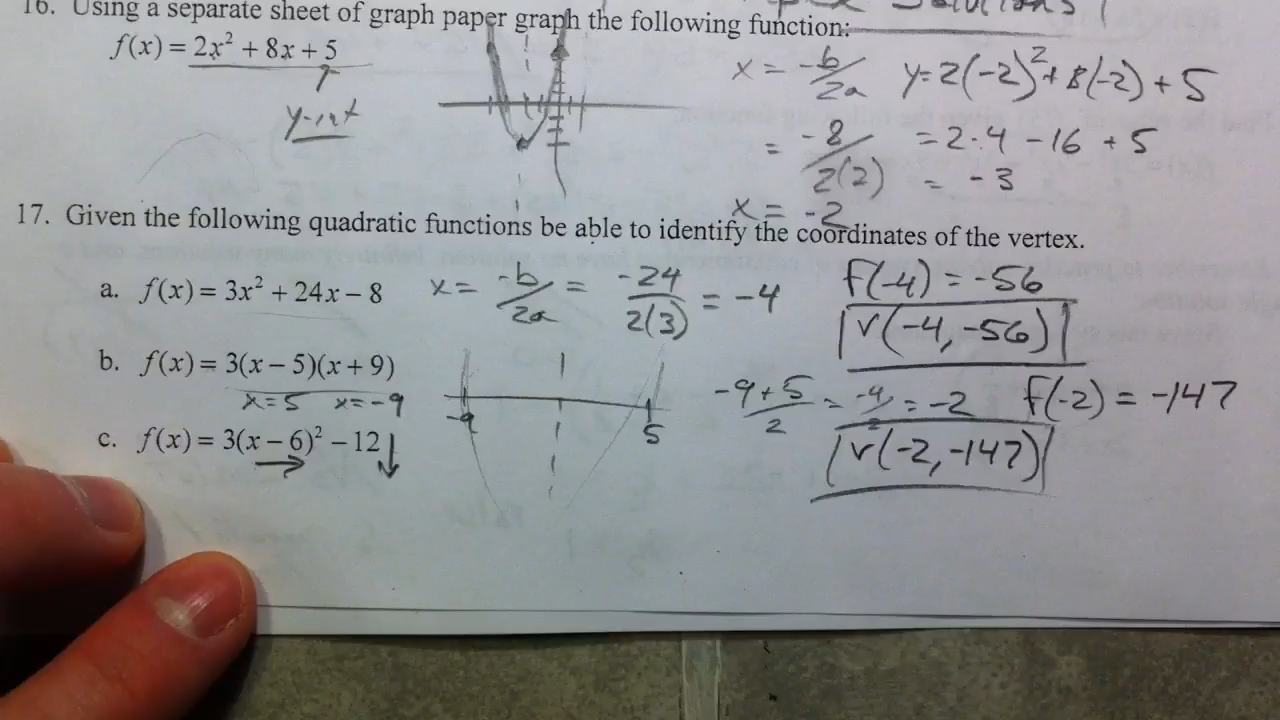 Solutions
16. Using a separate sheet of graph paper graph the following function:
f(x) = 2x² + 8x + 5
y-int
x = -b/2a y = 2(-2)² + 8(-2) + 5
= -8/2(2) = 2·4 - 16 + 5
= -3
x = -2
17. Given the following quadratic functions be able to identify the coordinates of the vertex.
a. f(x) = 3x² + 24x – 8 x = -b/2a = -24/2(3) = -4 f(-4) = -56
V(-4, -56)
b. f(x) = 3(x – 5)(x + 9)
x=5 x=-9
-9 5
-9+5/2 = -4/2 = -2 f(-2) = -147
V(-2, -147)
c. f(x) = 3(x – 6)² – 12